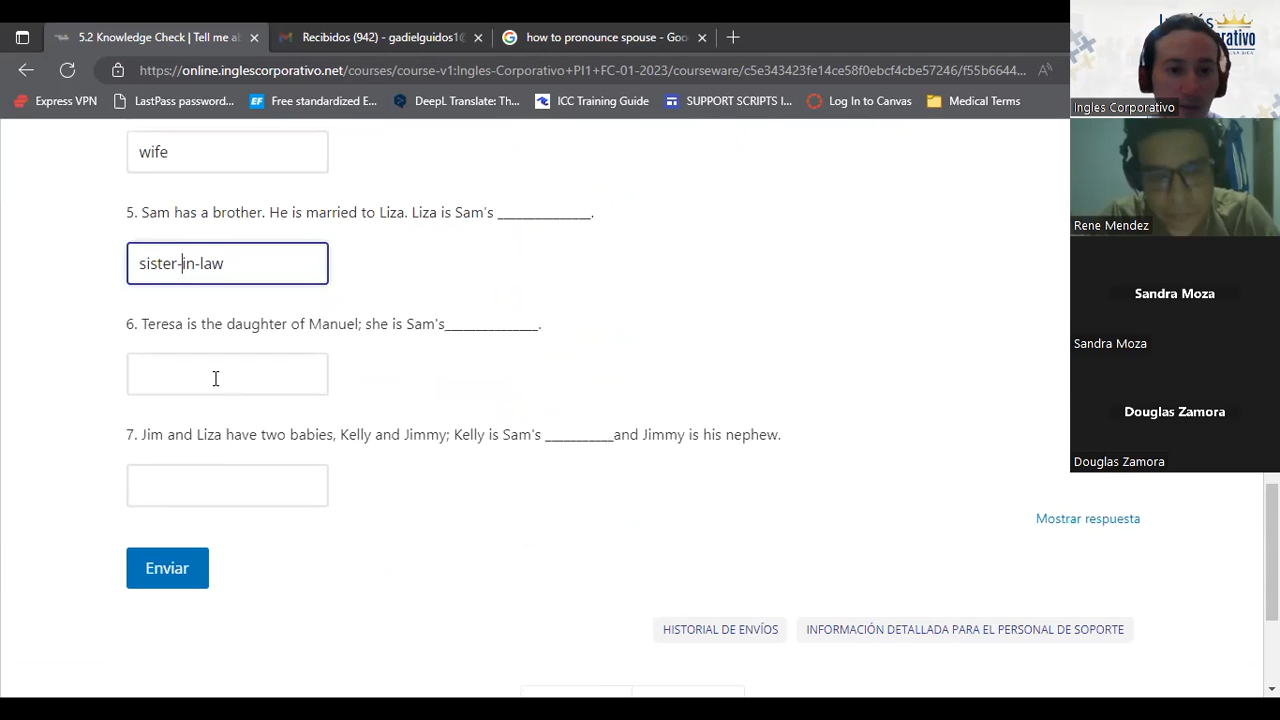 5.2 Knowledge Check | Tell me a
Recibidos (942) - gadielguidos1
how to pronounce spouse - Goo
https://online.inglescorporativo.net/courses/course-v1:Ingles-Corporativo+PI1+FC-01-2023/courseware/c5e343423fe14ce58f0ebcf4cbe57246/f55b6644...
Express VPN
LastPass password...
Free standardized E...
DeepL Translate: Th...
ICC Training Guide
SUPPORT SCRIPTS I...
Log In to Canvas
Medical Terms
wife
5. Sam has a brother. He is married to Liza. Liza is Sam's _______________.
sister-in-law
6. Teresa is the daughter of Manuel; she is Sam's_______________.
7. Jim and Liza have two babies, Kelly and Jimmy; Kelly is Sam's ___________and Jimmy is his nephew.
Mostrar respuesta
Enviar
HISTORIAL DE ENVÍOS
INFORMACIÓN DETALLADA PARA EL PERSONAL DE SOPORTE
Ingles Corporativo
Rene Mendez
Sandra Moza
Sandra Moza
Douglas Zamora
Douglas Zamora